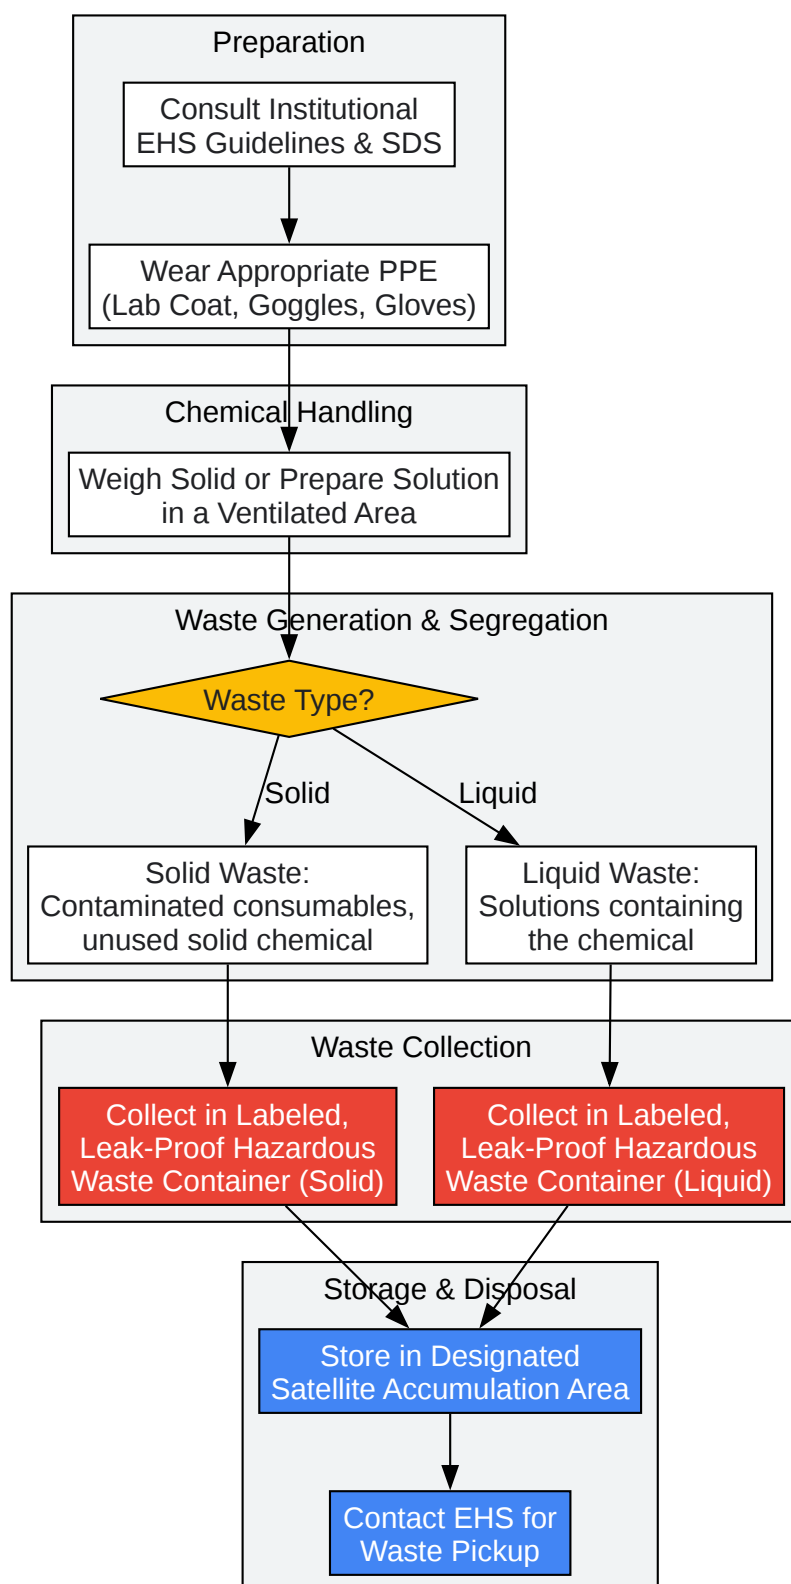 Preparation
Consult Institutional
EHS Guidelines & SDS
Wear Appropriate PPE
(Lab Coat, Goggles, Gloves)
Chemical Handling
Weigh Solid or Prepare Solution
in a Ventilated Area
Waste Generation & Segregation
Waste Type?
Solid
Liquid
Solid Waste:
Contaminated consumables,
unused solid chemical
Liquid Waste:
Solutions containing
the chemical
Waste Collection
Collect in Labeled,
Leak-Proof Hazardous
Waste Container (Solid)
Collect in Labeled,
Leak-Proof Hazardous
Waste Container (Liquid)
Storage & Disposal
Store in Designated
Satellite Accumulation Area
Contact EHS for
Waste Pickup